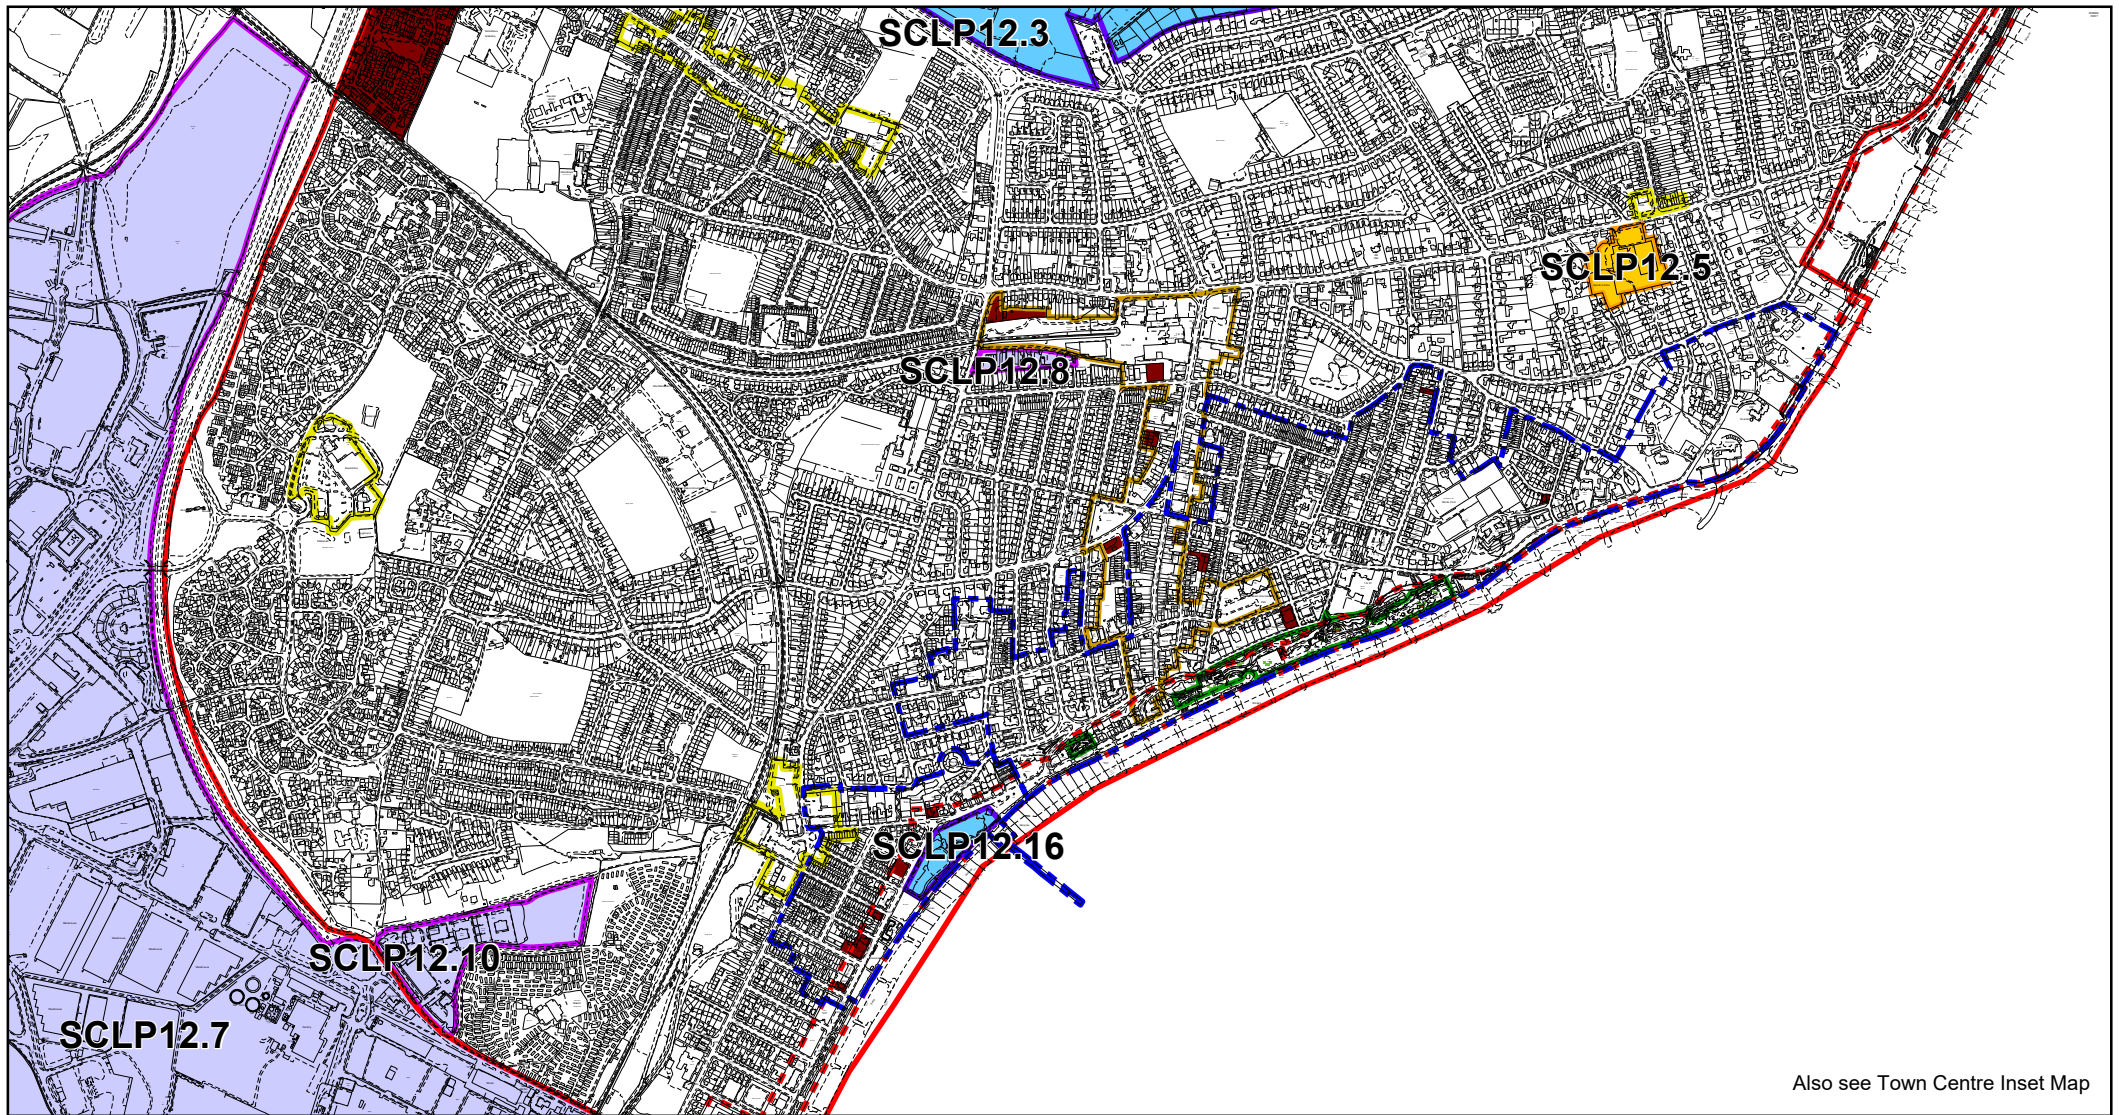 SCLP12.3
SCLP12.5
SCLP12.8
SCLP12.16
SCLP12.10
SCLP12.7
Also see Town Centre Inset Map